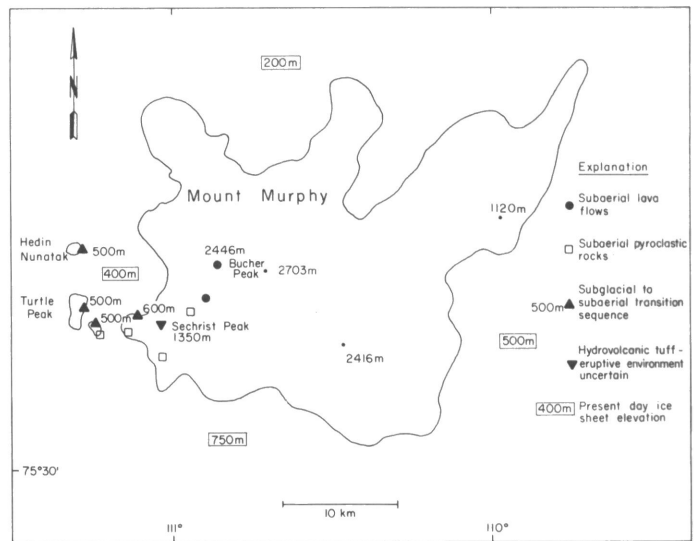 N
200m
Mount Murphy
Explanation
1120m
Subaerial lava
flows
Hedin
Nunatak
500m
400m
2446m
Bucher
Peak
2703m
Subaerial pyroclastic
rocks
Turtle
Peak
500m
500m
600m
Sechrist Peak
1350m
2416m
500m
500m
Subglacial to
subaerial transition
sequence
Hydrovolcanic tuff -
eruptive environment
uncertain
400m
Present day ice
sheet elevation
750m
75°30'
10 km
111°
110°